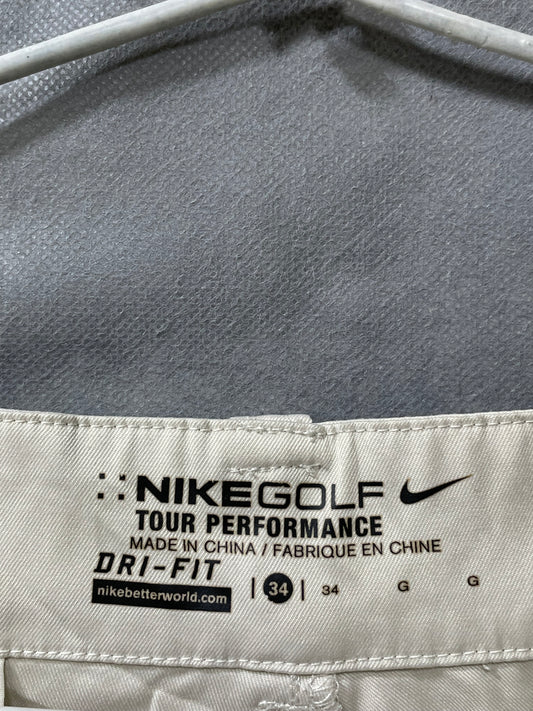 NIKEGOLF
TOUR PERFORMANCE
MADE IN CHINA / FABRIQUE EN CHINE
DRI-FIT
nikebetterworld.com | 34 | 34 G G